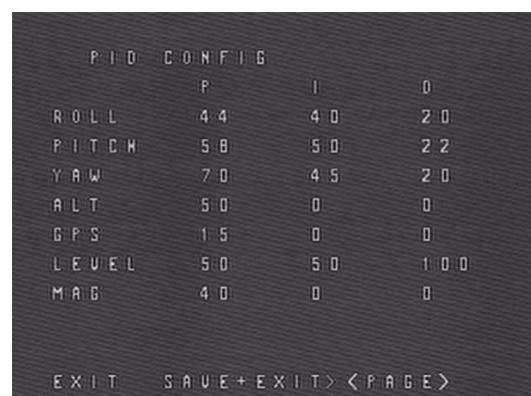 PID CONFIG
P I D
ROLL 44 40 20
PITCH 58 50 22
YAW 70 45 20
ALT 50 0 0
GPS 15 0 0
LEVEL 50 50 100
MAG 40 0 0
EXIT SAVE+EXIT> <PAGE>